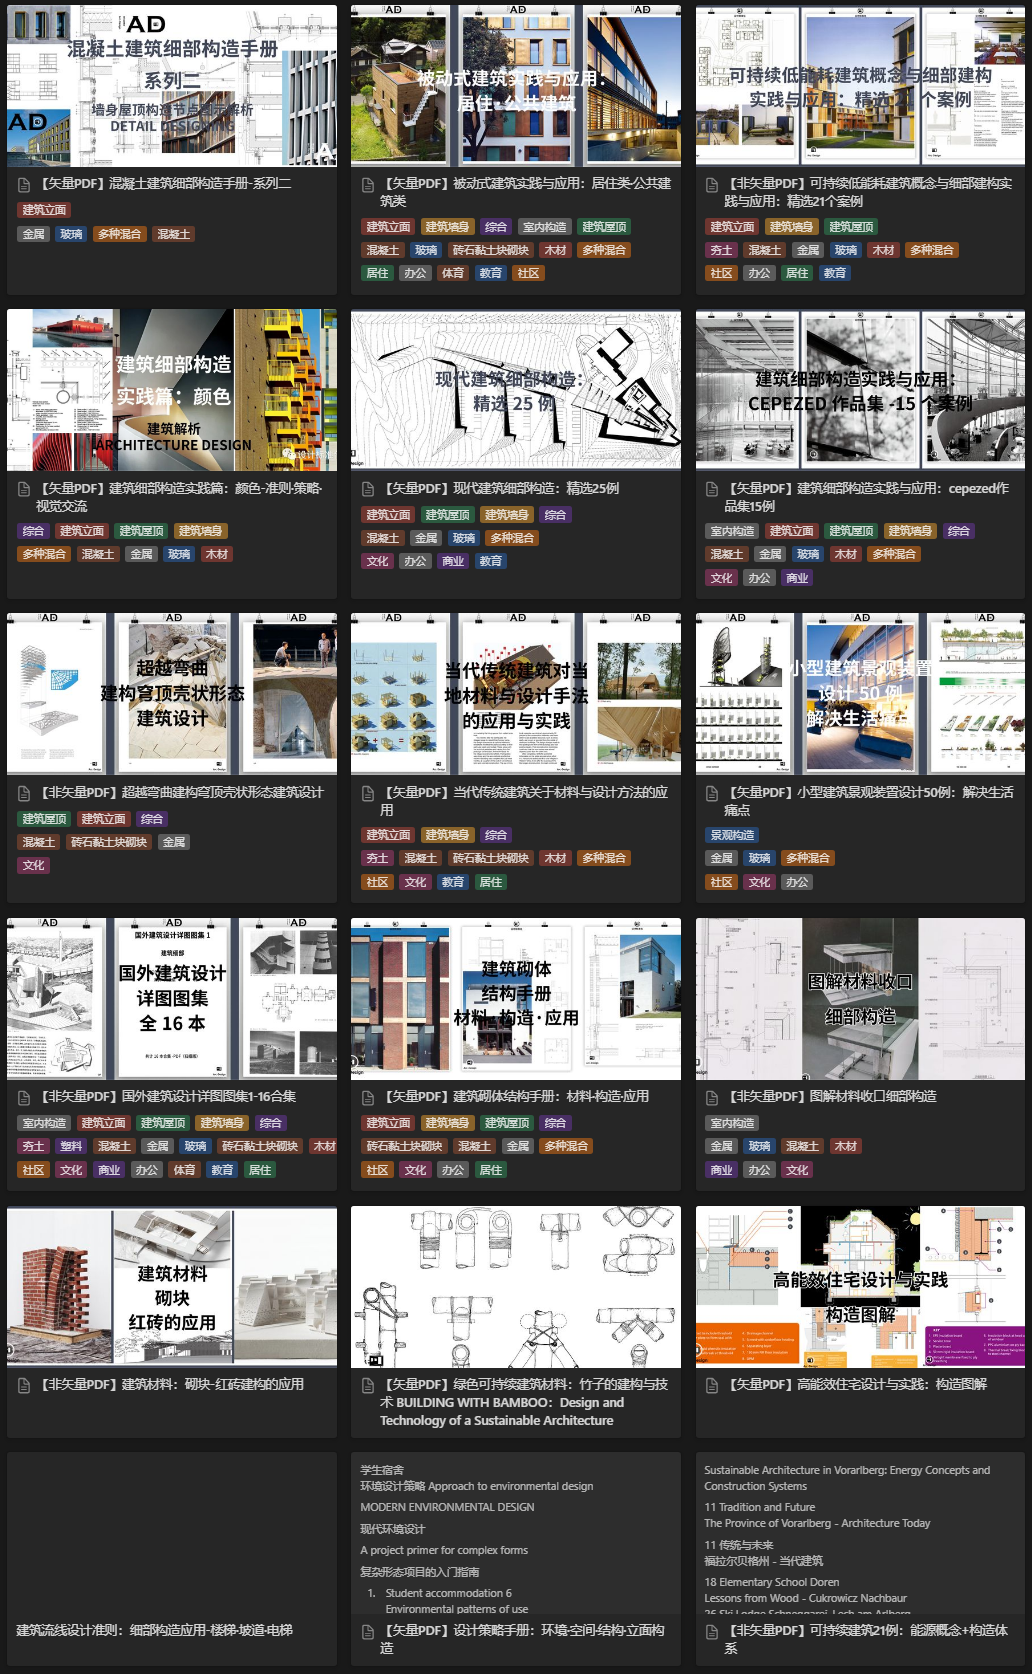 AD
混凝土建筑细部构造手册
系列二
墙身屋顶构造节点图示解析
AD
【矢量PDF】混凝土建筑细部构造手册-系列二
建筑立面
金属 玻璃 多种混合 混凝土
AD AD AD
被动式建筑实践与应用：
居住·公共建筑
【矢量PDF】被动式建筑实践与应用：居住类·公共建
筑类
建筑立面 建筑墙身 综合 室内构造 建筑屋顶
混凝土 玻璃 砖石黏土块砌块 木材 多种混合
居住 办公 体育 教育 社区
可持续低能耗建筑概念与细部建构
实践与应用：精选21个案例
【非矢量PDF】可持续低能耗建筑概念与细部建构实
践与应用：精选21个案例
建筑立面 建筑墙身 建筑屋顶
夯土 混凝土 金属 玻璃 木材 多种混合
社区 办公 居住 教育
建筑细部构造
实践篇：颜色
建筑解析
ARCHITECTURE DESIGN
【矢量PDF】建筑细部构造实践篇：颜色-准则·策略·
视觉交流
综合 建筑立面 建筑屋顶 建筑墙身
多种混合 混凝土 金属 玻璃 木材
现代建筑细部构造：
精选 25 例
【矢量PDF】现代建筑细部构造：精选25例
建筑立面 建筑屋顶 建筑墙身 综合
混凝土 金属 玻璃 多种混合
文化 办公 商业 教育
建筑细部构造实践与应用：
CEPEZED 作品集 -15 个案例
【矢量PDF】建筑细部构造实践与应用：cepezed作
品集15例
室内构造 建筑立面 建筑屋顶 建筑墙身 综合
混凝土 金属 玻璃 木材 多种混合
文化 办公 商业
AD AD AD
超越弯曲
建构穹顶壳状形态
建筑设计
【非矢量PDF】超越弯曲建构穹顶壳状形态建筑设计
建筑屋顶 建筑立面 综合
混凝土 砖石黏土块砌块 金属
文化
AD AD AD
当代传统建筑对当
地材料与设计手法
的应用与实践
【矢量PDF】当代传统建筑关于材料与设计方法的应
用
建筑立面 建筑墙身 综合
夯土 混凝土 砖石黏土块砌块 木材 多种混合
社区 文化 教育 居住
AD AD AD
小型建筑景观装置
设计 50 例
解决生活痛点
【矢量PDF】小型建筑景观装置设计50例：解决生活
痛点
景观构造
金属 玻璃 多种混合
社区 文化 办公
AD AD AD
国外建筑设计详图图集 1
建筑细部
国外建筑设计
详图图集
全 16 本
【非矢量PDF】国外建筑设计详图图集1-16合集
室内构造 建筑立面 建筑屋顶 建筑墙身 综合
夯土 塑料 混凝土 金属 玻璃 砖石黏土块砌块 木材
社区 文化 商业 办公 体育 教育 居住
建筑砌体
结构手册
材料·构造·应用
【矢量PDF】建筑砌体结构手册：材料·构造·应用
建筑立面 建筑墙身 建筑屋顶 综合
砖石黏土块砌块 混凝土 金属 多种混合
社区 文化 办公 居住
图解材料收口
细部构造
【非矢量PDF】图解材料收口细部构造
室内构造
金属 玻璃 混凝土 木材
商业 办公 文化
建筑材料
砌块
红砖的应用
【非矢量PDF】建筑材料：砌块-红砖建构的应用
【矢量PDF】绿色可持续建筑材料：竹子的建构与技
术 BUILDING WITH BAMBOO：Design and
Technology of a Sustainable Architecture
高能效住宅设计与实践
构造图解
【矢量PDF】高能效住宅设计与实践：构造图解
建筑流线设计准则：细部构造应用-楼梯·坡道·电梯
学生宿舍
环境设计策略 Approach to environmental design
MODERN ENVIRONMENTAL DESIGN
现代环境设计
A project primer for complex forms
复杂形态项目的入门指南
1. Student accommodation 6
Environmental patterns of use
【矢量PDF】设计策略手册：环境·空间·结构·立面构
造
Sustainable Architecture in Vorarlberg: Energy Concepts and
Construction Systems
11 Tradition and Future
The Province of Vorarlberg - Architecture Today
11 传统与未来
福拉尔贝格州 - 当代建筑
18 Elementary School Doren
Lessons from Wood - Cukrowicz Nachbaur
26 Ski Lodge Schneggarei, Lech am Arlberg
【非矢量PDF】可持续建筑21例：能源概念+构造体
系